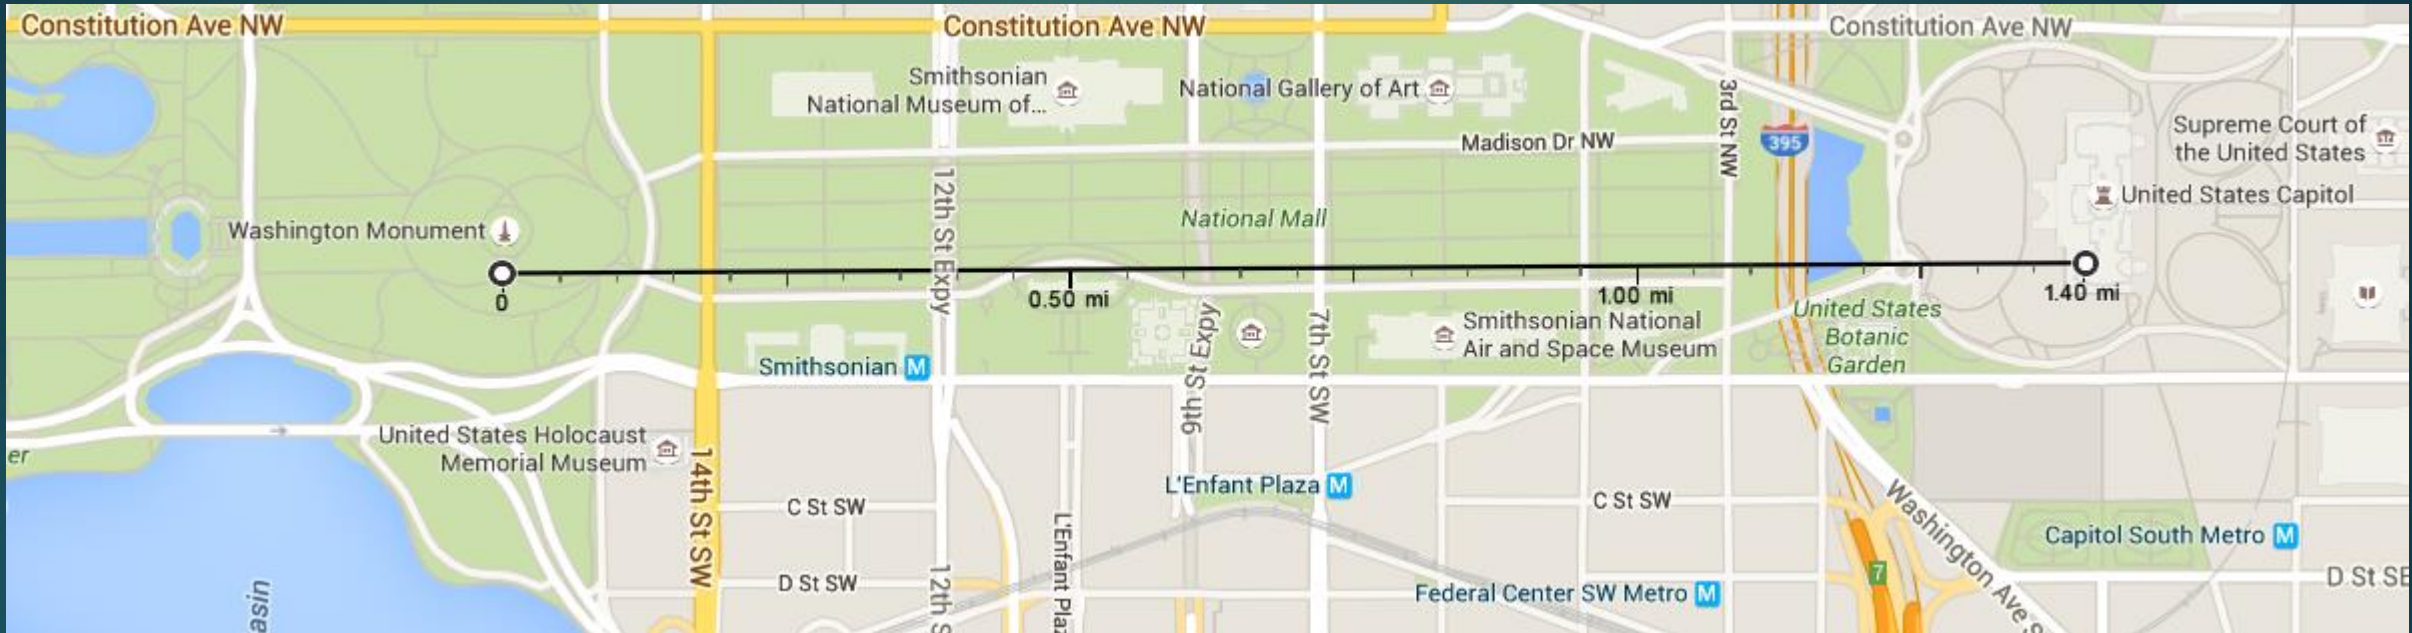 Constitution Ave NW
Constitution Ave NW
Constitution Ave NW
Smithsonian
National Museum of...
National Gallery of Art
3rd St NW
395
Madison Dr NW
Supreme Court of
the United States
United States Capitol
12th St Expy
National Mall
Washington Monument
0
0.50 mi
1.00 mi
1.40 mi
9th St Expy
7th St SW
Smithsonian National
Air and Space Museum
United States
Botanic
Garden
Smithsonian M
United States Holocaust
Memorial Museum
er
14th St SW
L'Enfant Plaza M
C St SW
C St SW
L'Enfant Plaz
Washington Ave S
Capitol South Metro M
D St SW
12th S
Federal Center SW Metro M
7
D St SE
asin